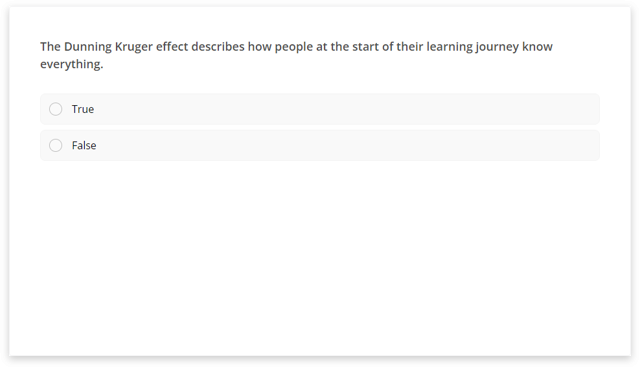 The Dunning Kruger effect describes how people at the start of their learning journey know
everything.
True
False